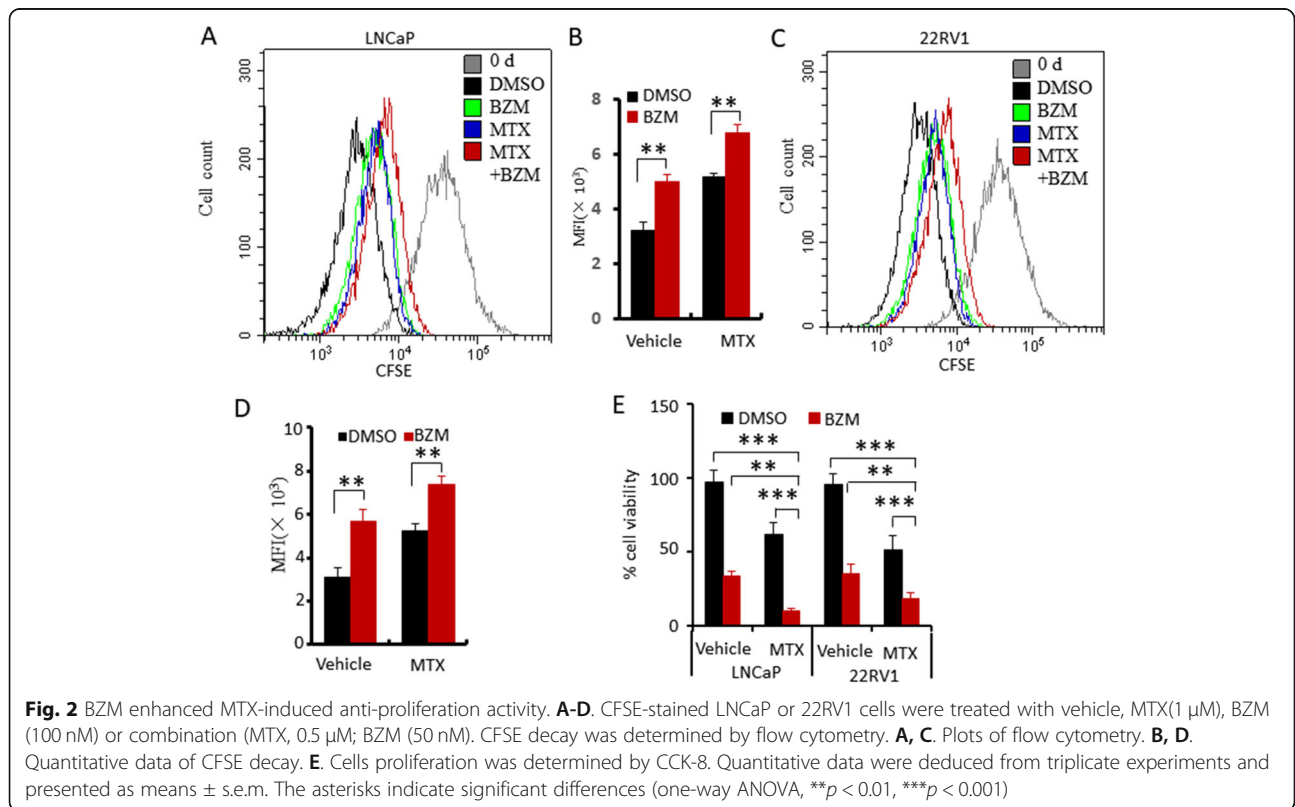 A
LNCaP
0 d
DMSO
BZM
MTX
MTX
+BZM
Cell count
300
200
100
0
10³
10⁴
10⁵
CFSE
B
DMSO
BZM
MFI(× 10³)
8
6
4
2
0
**
**
Vehicle
MTX
C
22RV1
0 d
DMSO
BZM
MTX
MTX
+BZM
Cell count
300
200
100
0
10³
10⁴
10⁵
CFSE
D
DMSO
BZM
MFI(× 10³)
10
8
6
4
2
0
**
**
Vehicle
MTX
E
DMSO
BZM
% cell viability
150
100
50
0
***
**
***
***
**
***
Vehicle MTX Vehicle MTX
LNCaP 22RV1
Fig. 2 BZM enhanced MTX-induced anti-proliferation activity. A-D. CFSE-stained LNCaP or 22RV1 cells were treated with vehicle, MTX(1 μM), BZM
(100 nM) or combination (MTX, 0.5 μM; BZM (50 nM). CFSE decay was determined by flow cytometry. A, C. Plots of flow cytometry. B, D.
Quantitative data of CFSE decay. E. Cells proliferation was determined by CCK-8. Quantitative data were deduced from triplicate experiments and
presented as means ± s.e.m. The asterisks indicate significant differences (one-way ANOVA, **p < 0.01, ***p < 0.001)